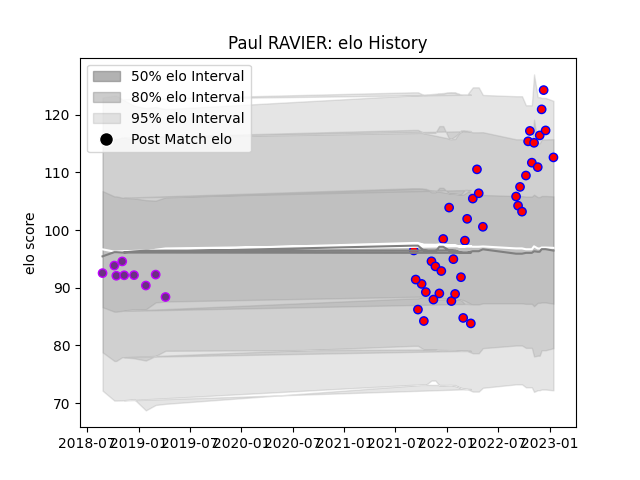 Paul RAVIER: elo History
50% elo Interval
80% elo Interval
95% elo Interval
Post Match elo
elo score
120
110
100
90
80
70
2018-07 2019-01 2019-07 2020-01 2020-07 2021-01 2021-07 2022-01 2022-07 2023-01